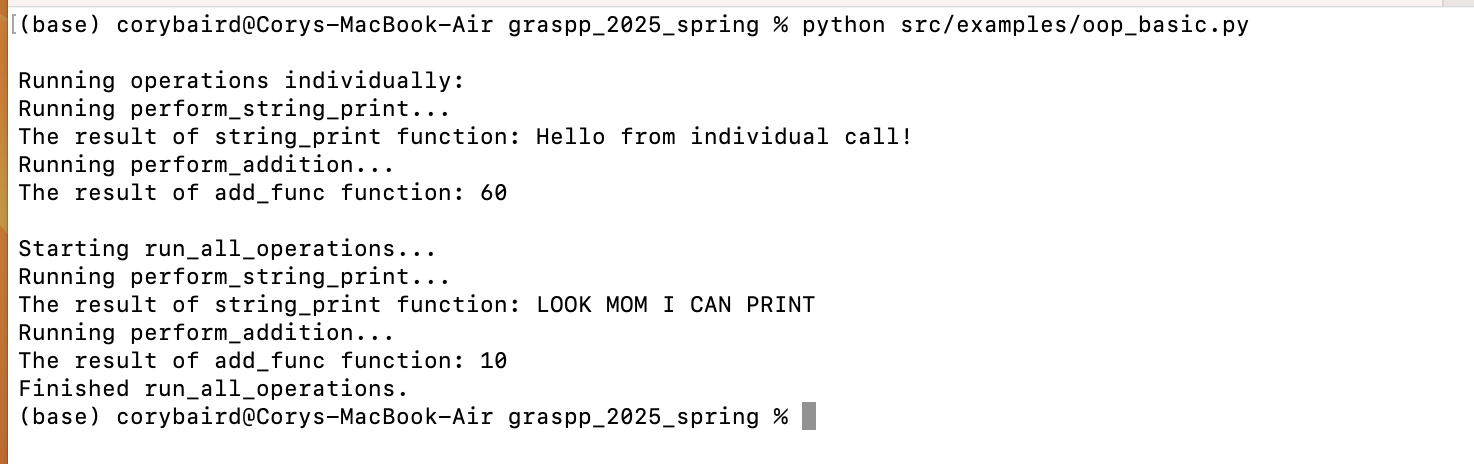 [(base) corybaird@Corys-MacBook-Air graspp_2025_spring % python src/examples/oop_basic.py
Running operations individually:
Running perform_string_print...
The result of string_print function: Hello from individual call!
Running perform_addition...
The result of add_func function: 60
Starting run_all_operations...
Running perform_string_print...
The result of string_print function: LOOK MOM I CAN PRINT
Running perform_addition...
The result of add_func function: 10
Finished run_all_operations.
(base) corybaird@Corys-MacBook-Air graspp_2025_spring %